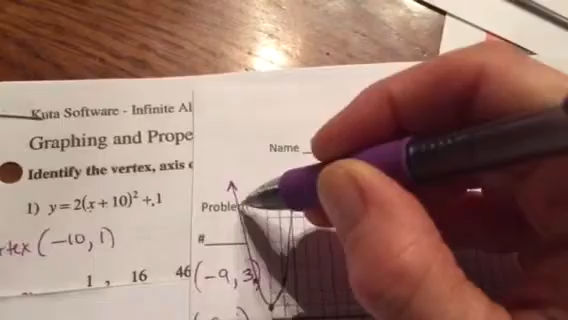 Kuta Software - Infinite Al
Graphing and Prope
Name
Identify the vertex, axis
1) y=2(x+10)²+1
Proble
(-10,1)
#
1, 16 46
(-9,3)